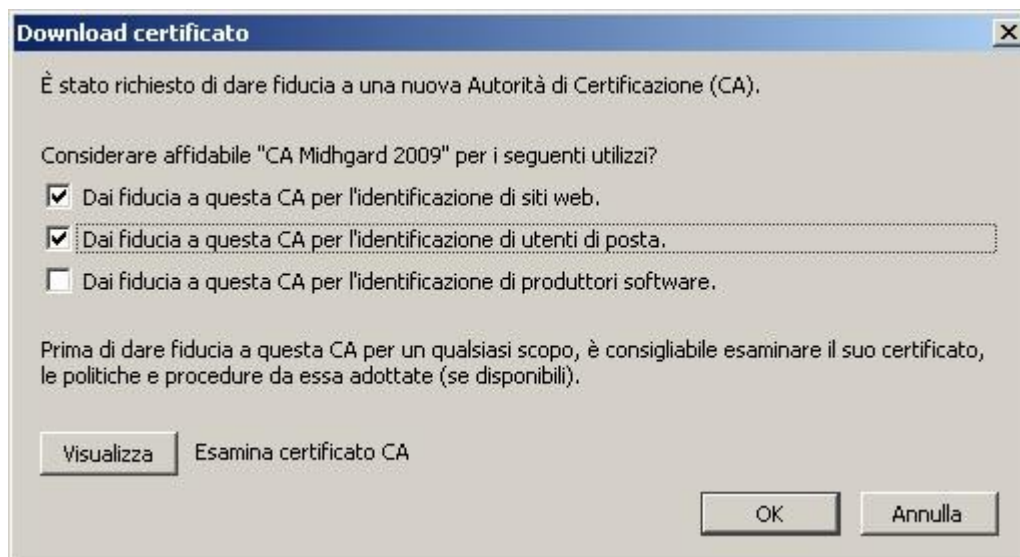 Download certificato
È stato richiesto di dare fiducia a una nuova Autorità di Certificazione (CA).
Considerare affidabile "CA Midhgard 2009" per i seguenti utilizzi?
Dai fiducia a questa CA per l'identificazione di siti web.
Dai fiducia a questa CA per l'identificazione di utenti di posta.
Dai fiducia a questa CA per l'identificazione di produttori software.
Prima di dare fiducia a questa CA per un qualsiasi scopo, è consigliabile esaminare il suo certificato,
le politiche e procedure da essa adottate (se disponibili).
Visualizza Esamina certificato CA
OK Annulla